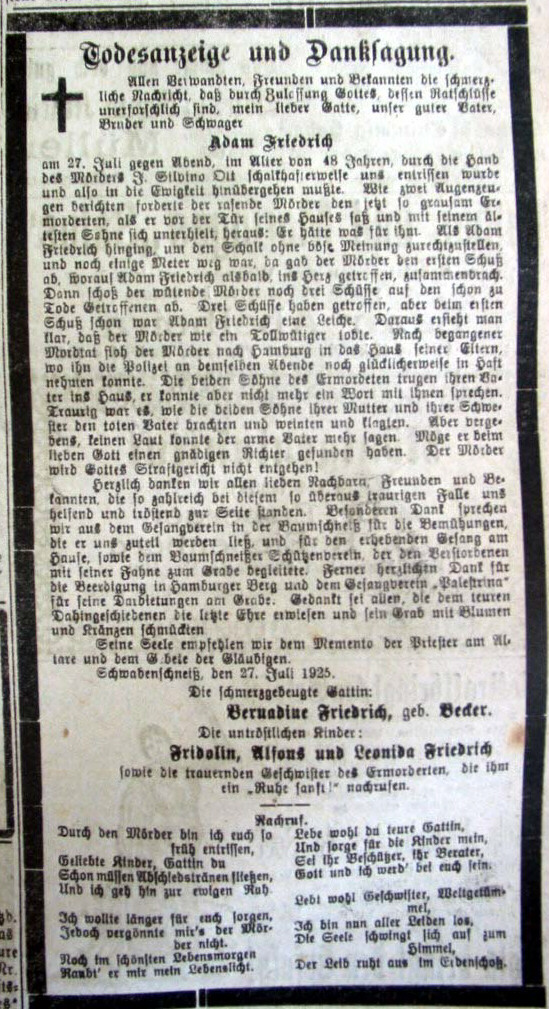 Todesanzeige und Danksagung.
Allen Verwandten, Freunden und Bekannten die schmerz-
liche Nachricht, daß durch Zulassung Gottes, dessen Ratschlüsse
unerforschlich sind, mein lieber Gatte, unser guter Vater,
Bruder und Schwager
Adam Friedrich
am 27. Juli gegen Abend, im Alter von 48 Jahren, durch die Hand
des Mörders J. Silvino Ott schalkhafterweise uns entrissen wurde
und also in die Ewigkeit hinübergehen mußte. Wie zwei Augenzeu-
gen berichten forderte der rasende Mörder den jetzt so grausam Er-
morderten, als er vor der Tür seines Hauses saß und mit seinem äl-
testen Sohne sich unterhielt, heraus: Er hätte was für ihm. Als Adam
Friedrich hinging, um den Schalk ohne böse Meinung zurechtzustellen,
und noch einige Meter weg war, da gab der Mörder den ersten Schuß
ab, worauf Adam Friedrich alsbald, ins Herz getroffen, zusammenbrach.
Dann schoß der wütende Mörder noch drei Schüsse auf den schon zu
Tode Getroffenen ab. Drei Schüsse haben getroffen, aber beim ersten
Schuß schon war Adam Friedrich eine Leiche. Daraus ersieht man
klar, daß der Mörder wie ein Tollwütiger tobte. Nach begangener
Mordtat floh der Mörder nach Hamburg in das Haus seiner Eltern,
wo ihn die Polizei an demselben Abende noch glücklicherweise in Haft
nehmen konnte. Die beiden Söhne des Ermordeten trugen ihren Va-
ter ins Haus, er konnte aber nicht mehr ein Wort mit ihnen sprechen.
Traurig war es, wie die beiden Söhne ihrer Mutter und ihrer Schwe-
ster den toten Vater brachten und weinten und klagten. Aber verge-
bens, keinen Laut konnte der arme Vater mehr sagen. Möge er beim
lieben Gott einen gnädigen Richter gefunden haben. Der Mörder
wird Gottes Strafgericht nicht entgehen!
Herzlich danken wir allen lieben Nachbarn, Freunden und Be-
kannten, die so zahlreich bei diesem so überaus traurigen Falle uns
helfend und tröstend zur Seite standen. Besonderen Dank sprechen
wir aus dem Gesangverein in der Baumschneiß für die Bemühungen,
die er uns zuteil werden ließ, und für den erhebenden Gesang am
Hause, sowie dem Baumschneißer Schützenverein, der den Verstorbenen
mit seiner Fahne zum Grabe begleitete. Ferner herzlichen Dank für
die Beerdigung in Hamburger Berg und dem Gesangverein „Palestrina"
für seine Darbietungen am Grabe. Gedankt sei allen, die dem teuren
Dahingeschiedenen die letzte Ehre erwiesen und sein Grab mit Blumen
und Kränzen schmückten
Seine Seele empfehlen wir dem Memento der Priester am Al-
tare und dem Gebete der Gläubigen.
Schwabenschneiß, den 27. Juli 1925.
Die schmerzgebeugte Gattin:
Bernadine Friedrich, geb. Becker.
Die untröstlichen Kinder:
Fridolin, Alfons und Leonida Friedrich
sowie die trauernden Geschwister des Ermorderten, die ihm
ein „Ruhe sanft!" nachrufen.
Nachruf.
Durch den Mörder bin ich euch so
früh entrissen,
Geliebte Kinder, Gattin du
Schon müssen Abschiedstränen fließen,
Und ich geh hin zur ewigen Ruh
Ich wollte länger für euch sorgen,
Jedoch vergönnte mir's der Mör-
der nicht.
Noch im schönsten Lebensmorgen
Raubt' er mir mein Lebenslicht.
Lebe wohl du teure Gattin,
Und sorge für die Kinder mein,
Sei ihr Beschützer, ihr Berater,
Gott und ich werd' bei euch sein.
Lebt wohl Geschwister, Weltgetüm-
mel,
Ich bin nun aller Leiden los,
Die Seele schwingt sich auf zum
Himmel,
Der Leib ruht aus im Erdenschoß.